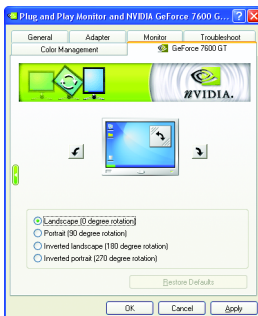 Plug and Play Monitor and NVIDIA GeForce 7600 G...
General Adapter Monitor Troubleshoot
Color Management GeForce 7600 GT
NVIDIA.
Landscape (0 degree rotation)
Portrait (90 degree rotation)
Inverted landscape (180 degree rotation)
Inverted portrait (270 degree rotation)
Restore Defaults
OK Cancel Apply